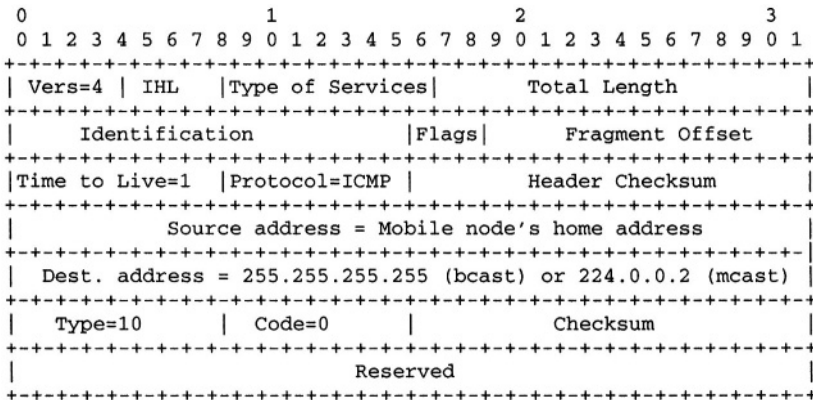 0 1 2 3
0 1 2 3 4 5 6 7 8 9 0 1 2 3 4 5 6 7 8 9 0 1 2 3 4 5 6 7 8 9 0 1
+-+-+-+-+-+-+-+-+-+-+-+-+-+-+-+-+-+-+-+-+-+-+-+-+-+-+-+-+-+-+-+-+
| Vers=4 | IHL |Type of Services| Total Length |
+-+-+-+-+-+-+-+-+-+-+-+-+-+-+-+-+-+-+-+-+-+-+-+-+-+-+-+-+-+-+-+-+
| Identification |Flags| Fragment Offset |
+-+-+-+-+-+-+-+-+-+-+-+-+-+-+-+-+-+-+-+-+-+-+-+-+-+-+-+-+-+-+-+-+
|Time to Live=1 |Protocol=ICMP | Header Checksum |
+-+-+-+-+-+-+-+-+-+-+-+-+-+-+-+-+-+-+-+-+-+-+-+-+-+-+-+-+-+-+-+-+
| Source address = Mobile node's home address |
+-+-+-+-+-+-+-+-+-+-+-+-+-+-+-+-+-+-+-+-+-+-+-+-+-+-+-+-+-+-+-+-|
| Dest. address = 255.255.255.255 (bcast) or 224.0.0.2 (mcast) |
+-+-+-+-+-+-+-+-+-+-+-+-+-+-+-+-+-+-+-+-+-+-+-+-+-+-+-+-+-+-+-+-+
| Type=10 | Code=0 | Checksum |
+-+-+-+-+-+-+-+-+-+-+-+-+-+-+-+-+-+-+-+-+-+-+-+-+-+-+-+-+-+-+-+-+
| Reserved |
+-+-+-+-+-+-+-+-+-+-+-+-+-+-+-+-+-+-+-+-+-+-+-+-+-+-+-+-+-+-+-+-+